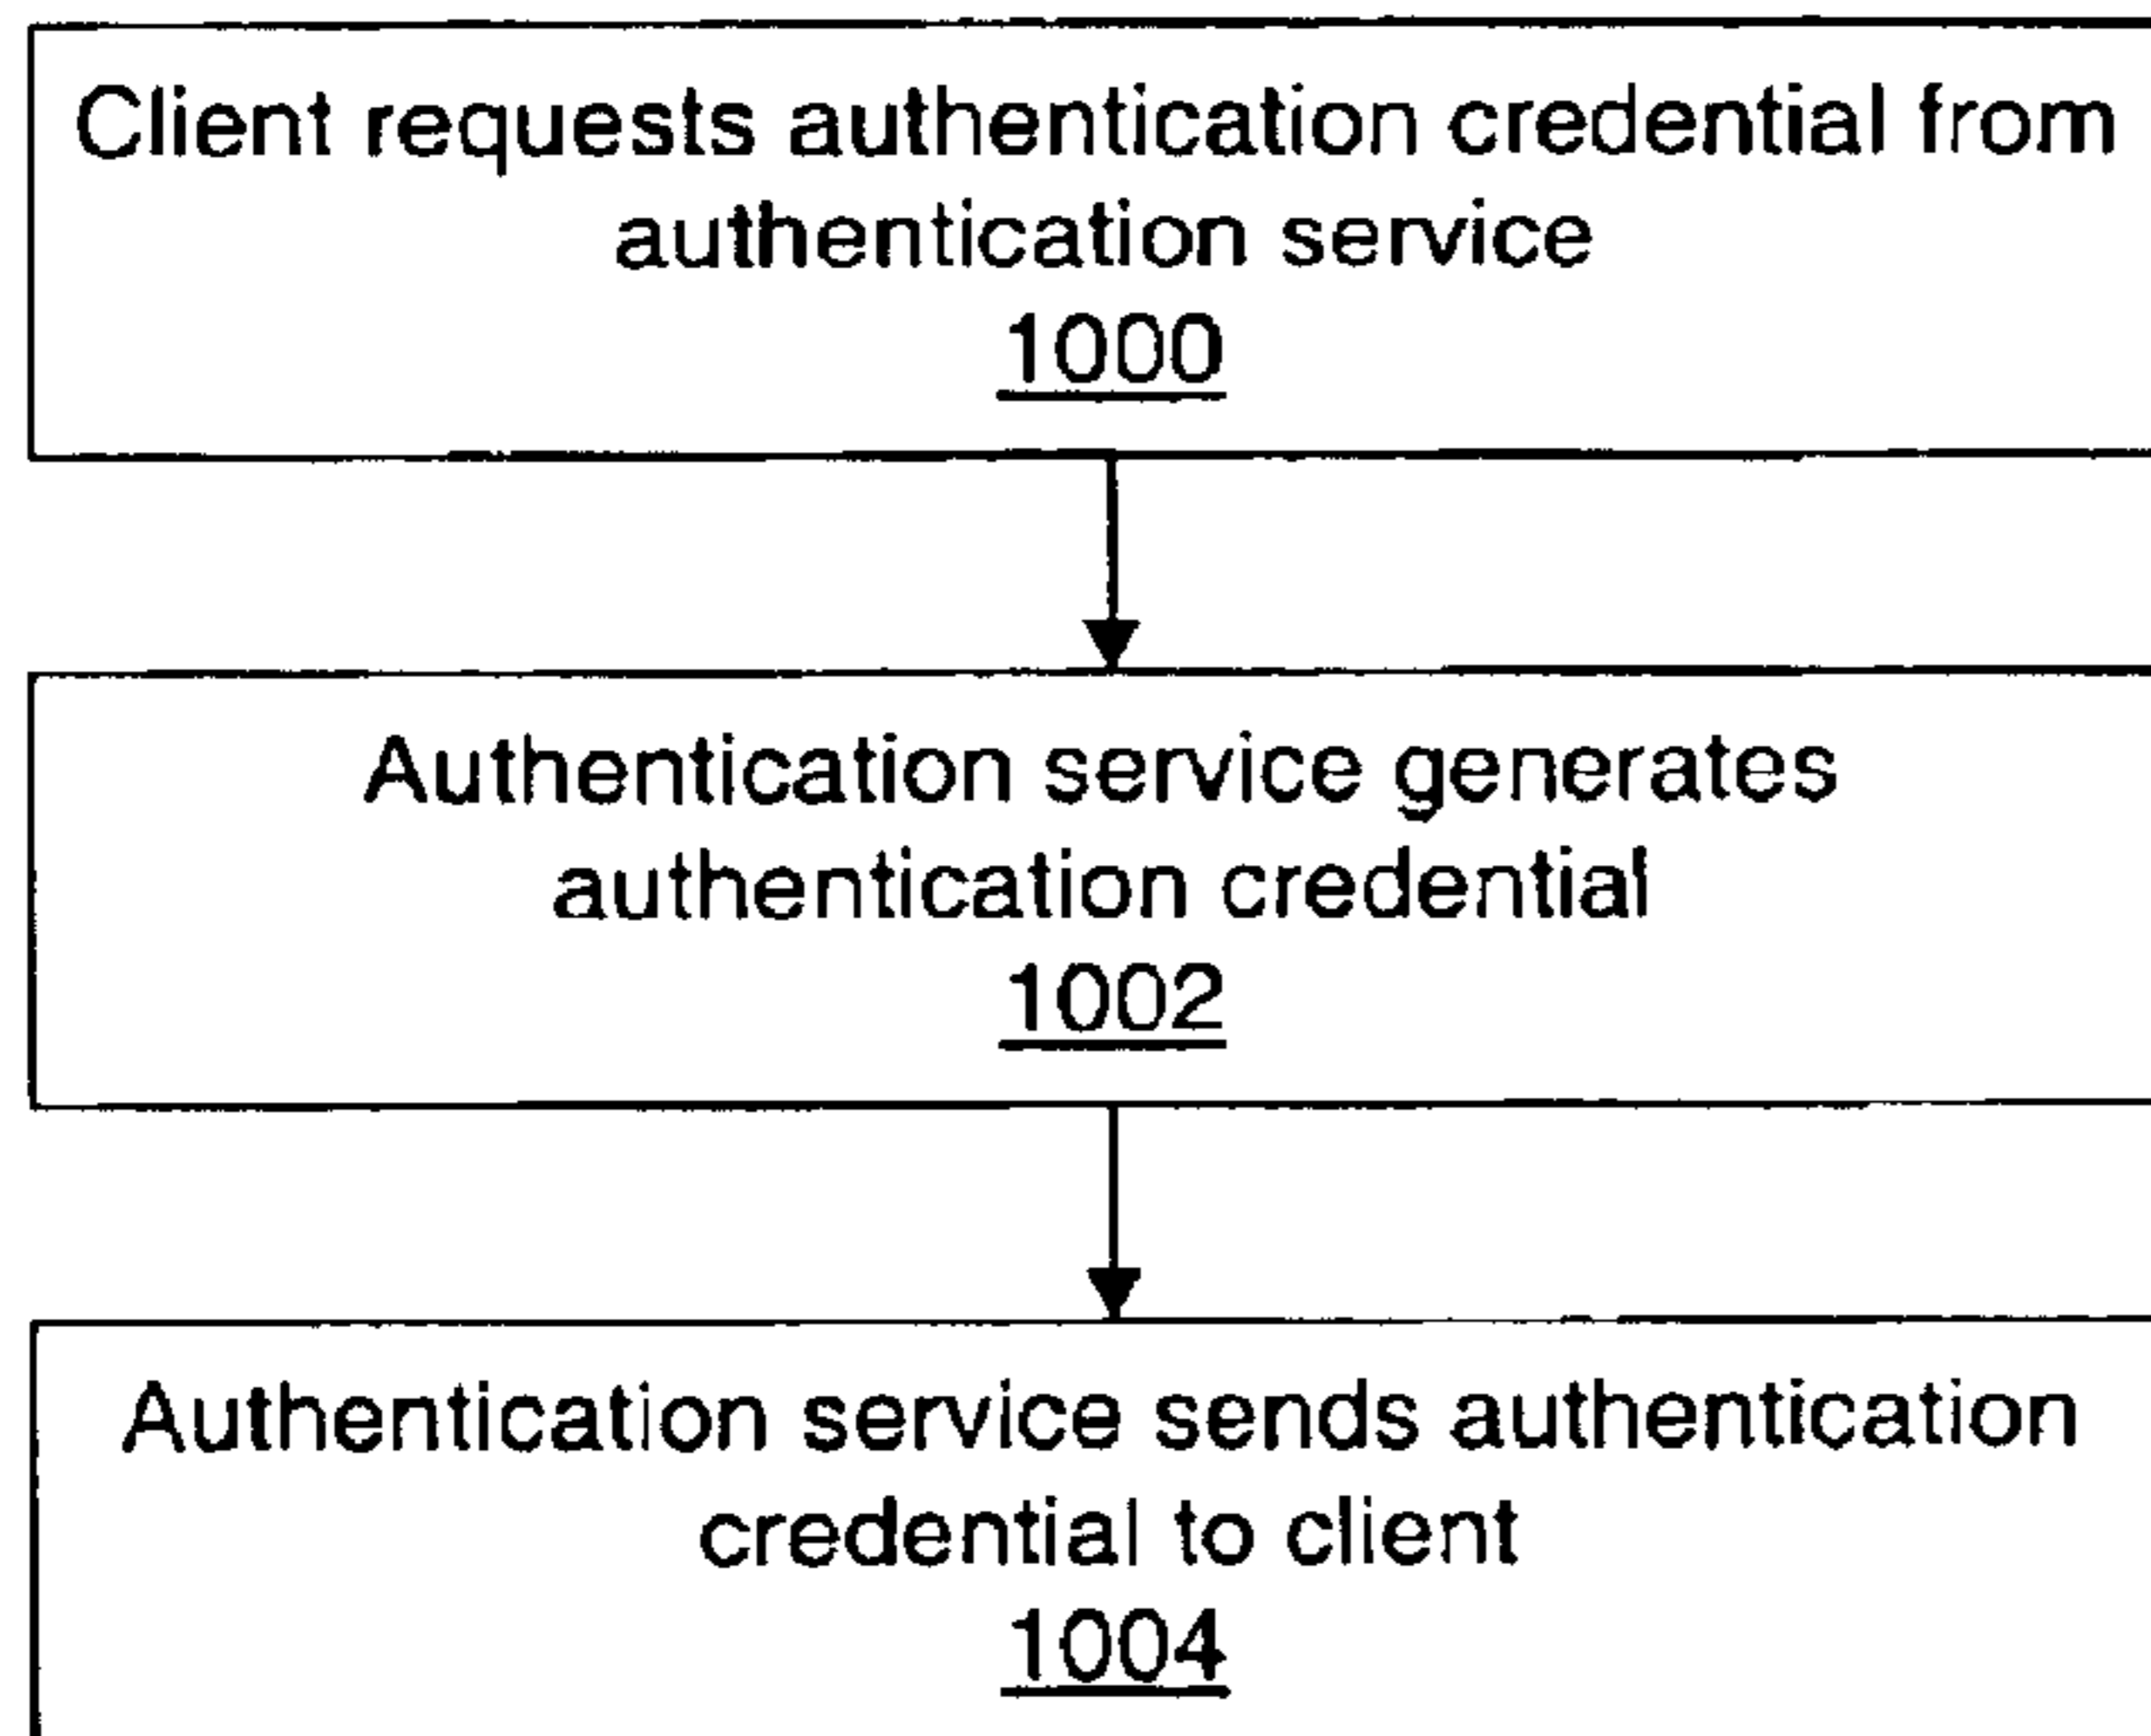 Client requests authentication credential from
authentication service
1000
Authentication service generates
authentication credential
1002
Authentication service sends authentication
credential to client
1004